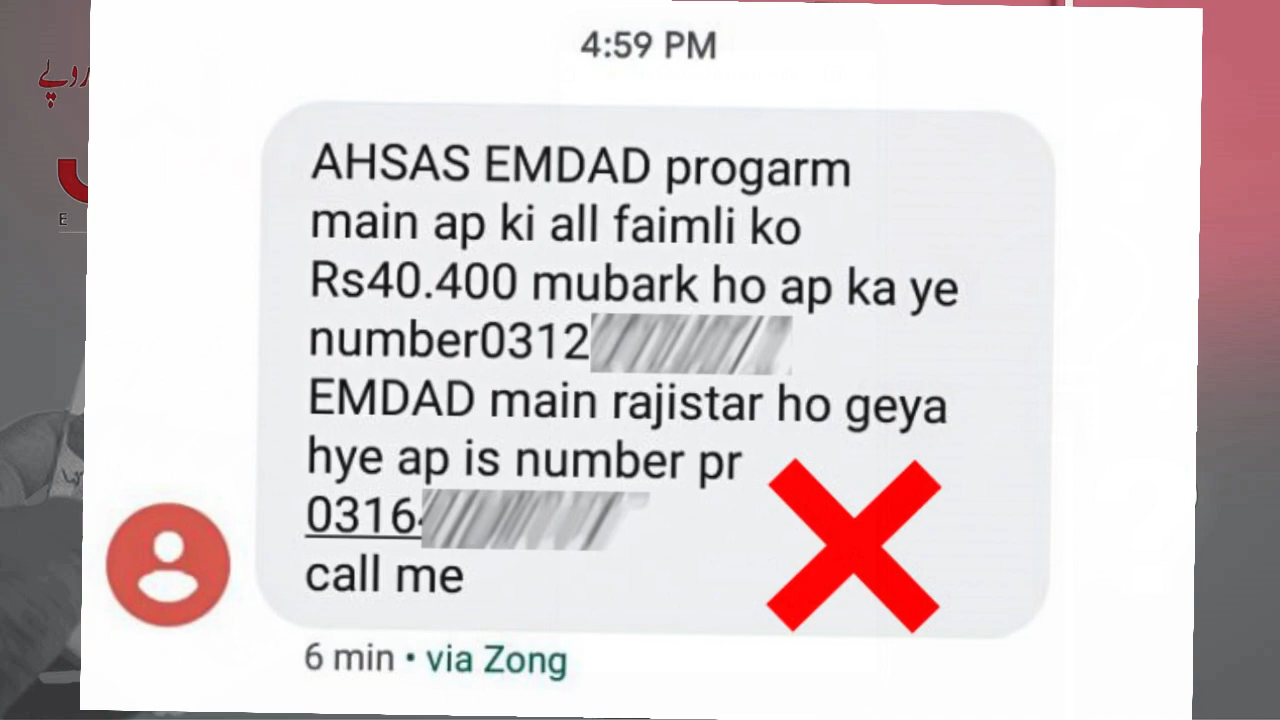 4:59 PM
AHSAS EMDAD progarm
main ap ki all faimli ko
Rs40.400 mubark ho ap ka ye
number0312
EMDAD main rajistar ho geya
hye ap is number pr
0316
call me
6 min • via Zong
روپے
E